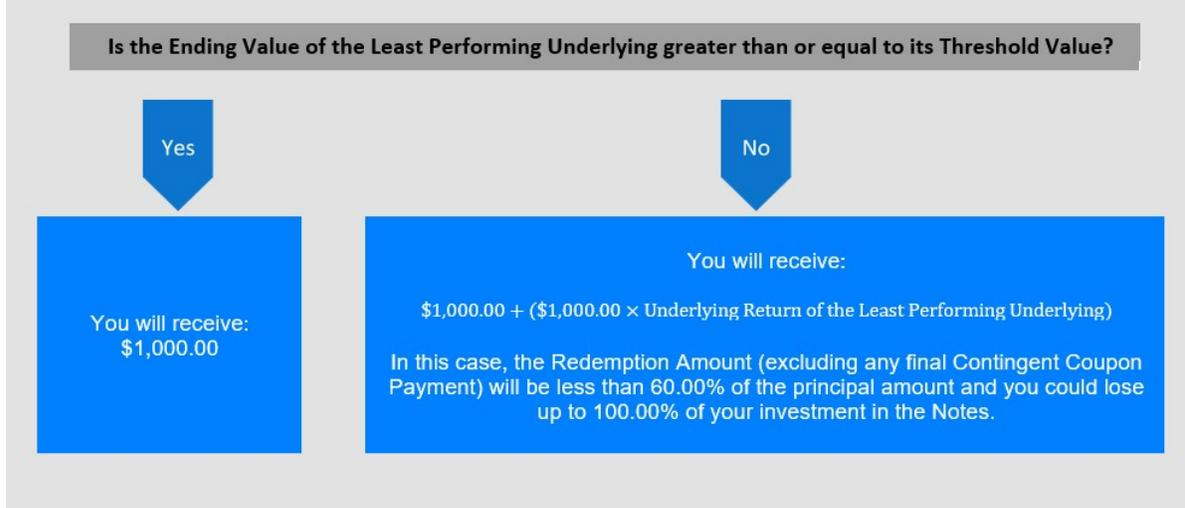 Is the Ending Value of the Least Performing Underlying greater than or equal to its Threshold Value?
Yes
No
You will receive:
$1,000.00
You will receive:
$1,000.00 + ($1,000.00 × Underlying Return of the Least Performing Underlying)
In this case, the Redemption Amount (excluding any final Contingent Coupon
Payment) will be less than 60.00% of the principal amount and you could lose
up to 100.00% of your investment in the Notes.